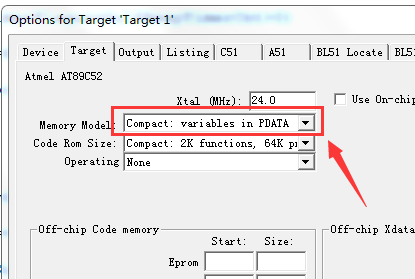 Options for Target 'Target 1'
Device Target Output Listing C51 A51 BL51 Locate BL51
Atmel AT89C52
Xtal (MHz): 24.0 Use On-chip
Memory Model: Compact: variables in PDATA
Code Rom Size: Compact: 2K functions, 64K
Operating None
Off-chip Code memory Off-chip Xdata
Start: Size:
Eprom